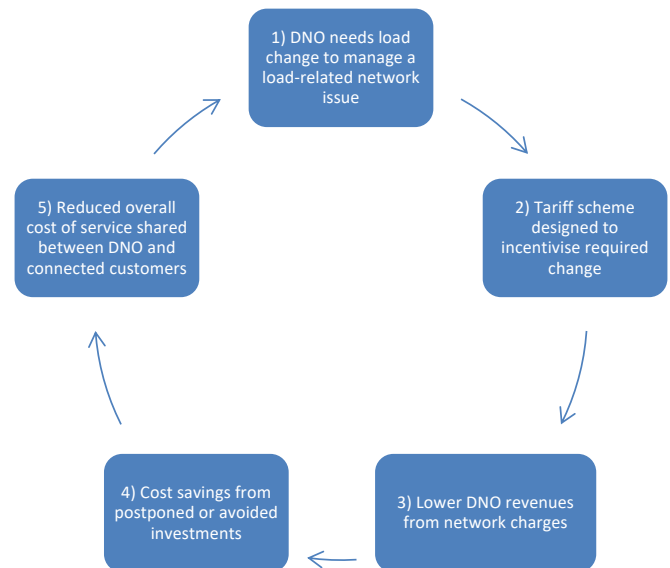 1) DNO needs load
change to manage a
load-related network
issue
2) Tariff scheme
designed to
incentivise required
change
3) Lower DNO revenues
from network charges
4) Cost savings from
postponed or avoided
investments
5) Reduced overall
cost of service shared
between DNO and
connected customers